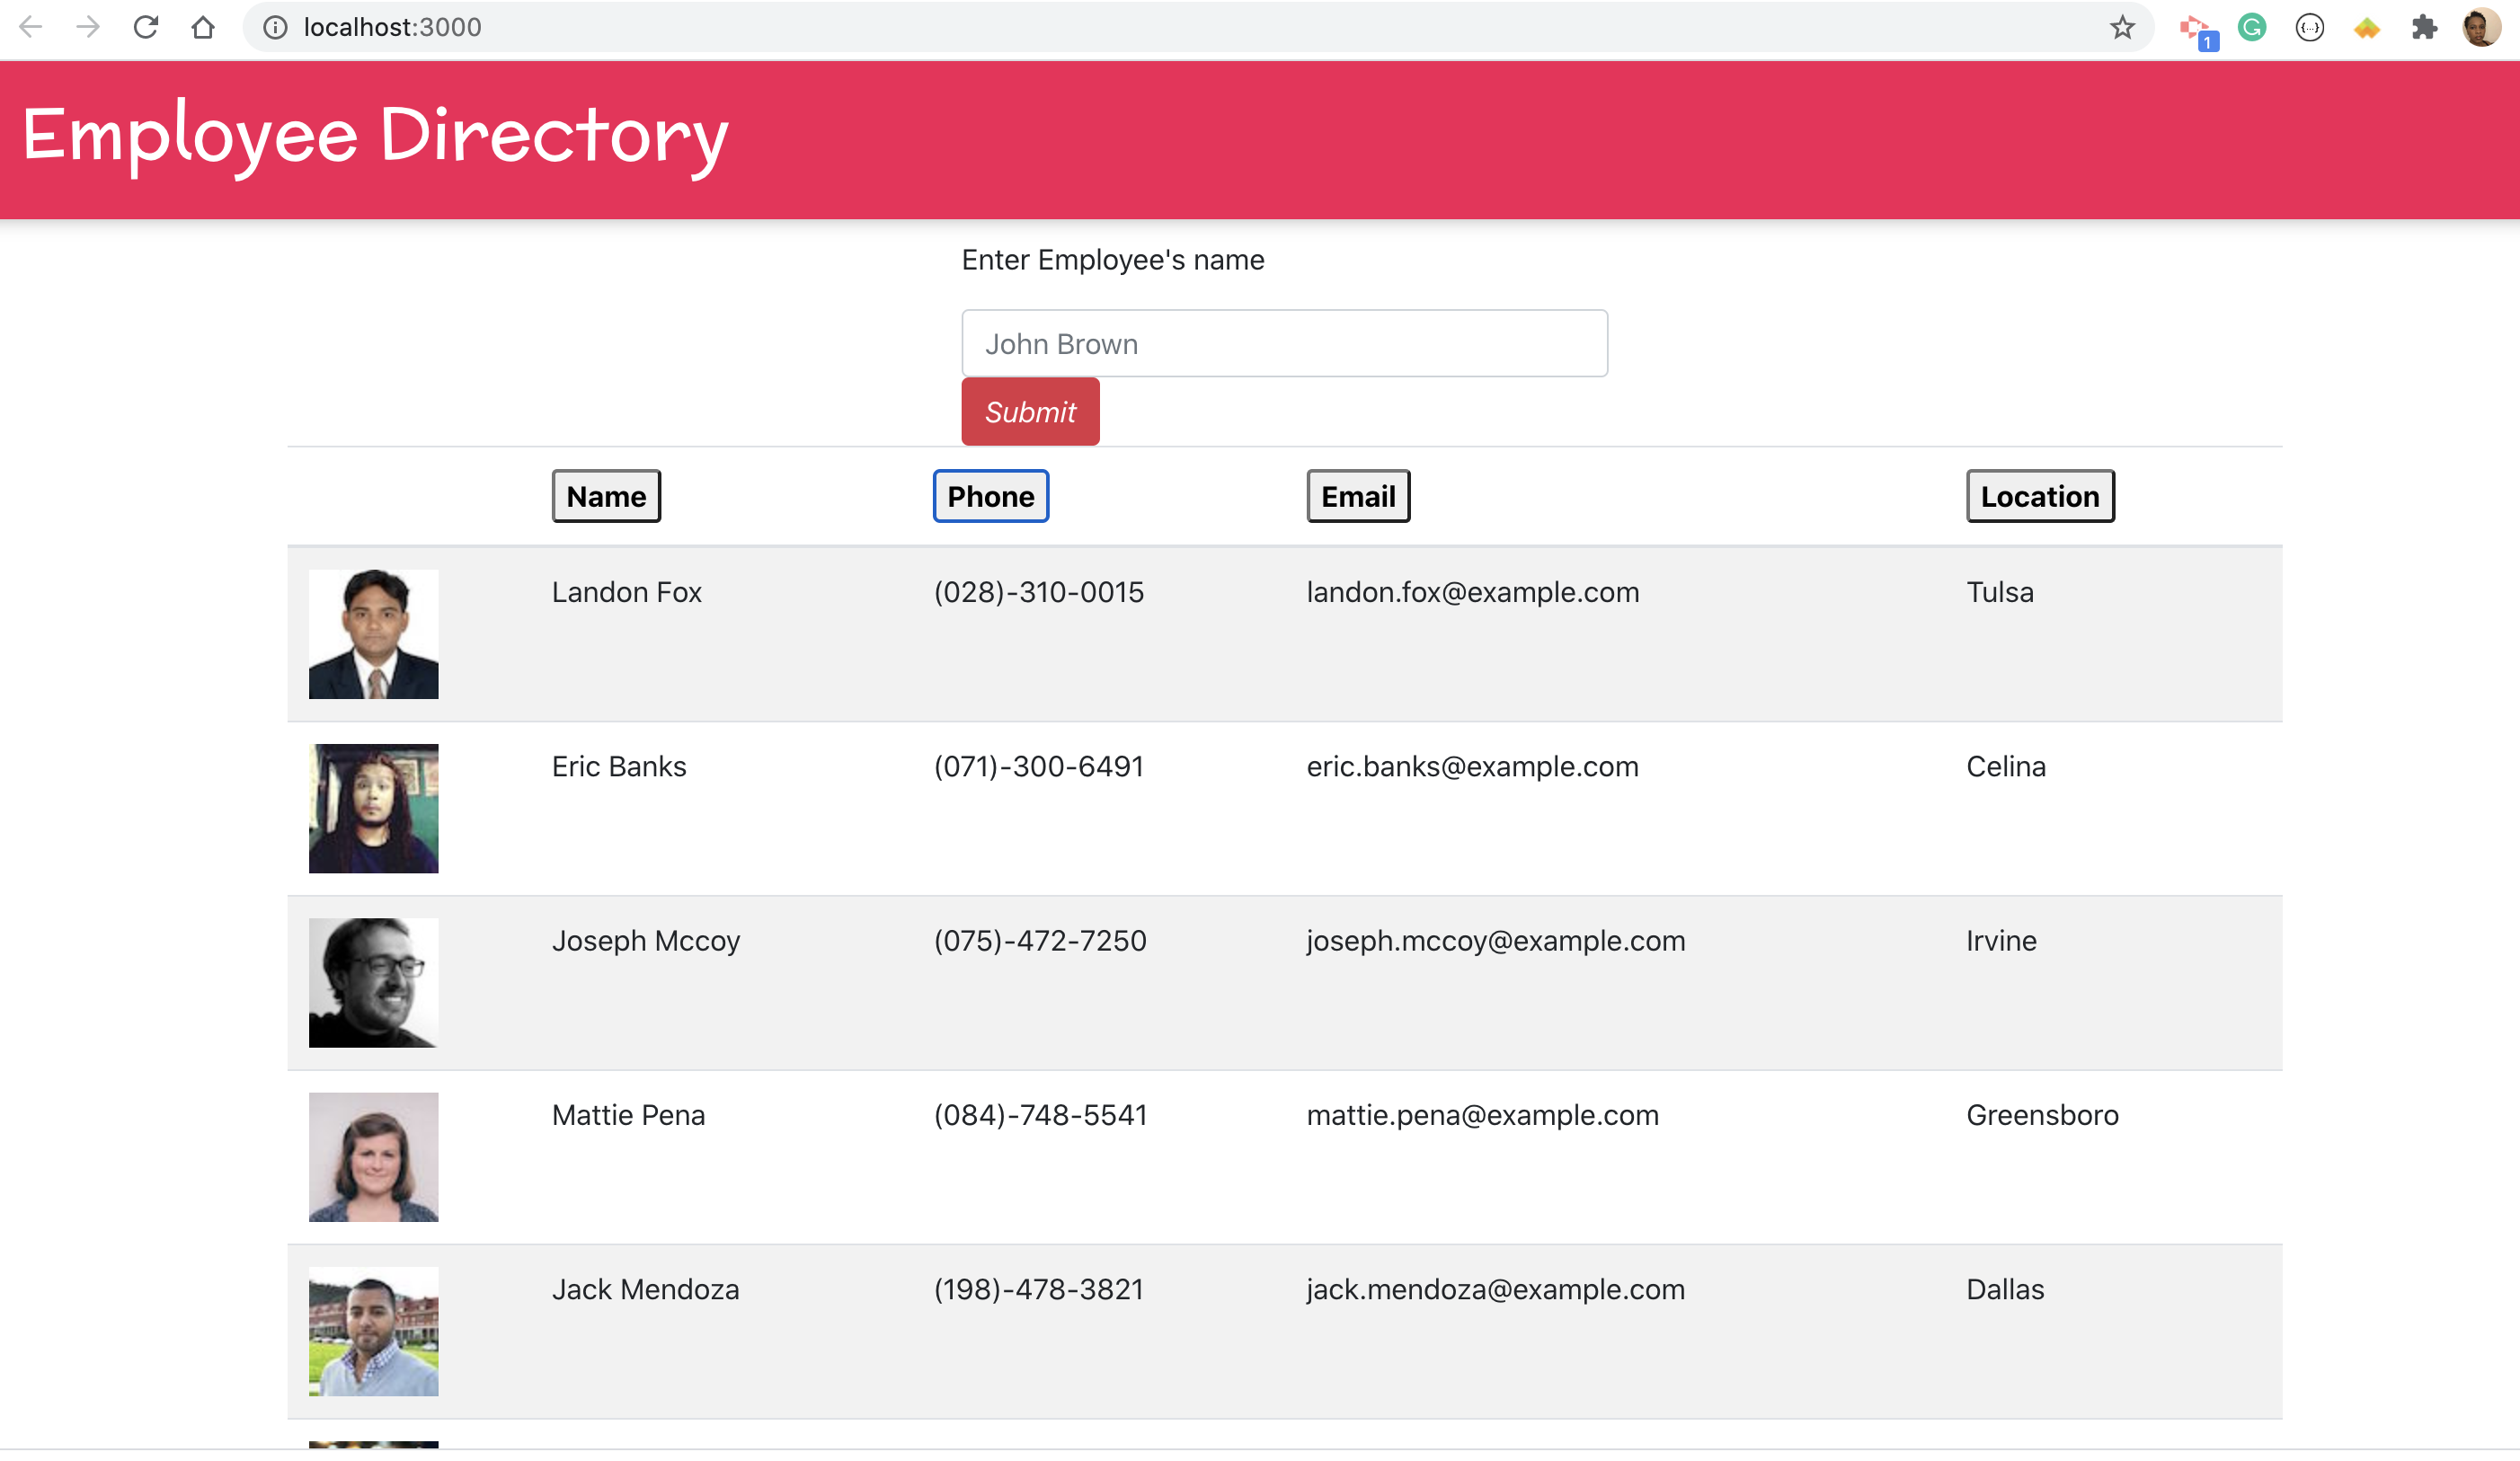 localhost:3000
1
Employee Directory
Enter Employee's name
John Brown
Submit
Name Phone Email Location
Landon Fox (028)-310-0015 landon.fox@example.com Tulsa
Eric Banks (071)-300-6491 eric.banks@example.com Celina
Joseph Mccoy (075)-472-7250 joseph.mccoy@example.com Irvine
Mattie Pena (084)-748-5541 mattie.pena@example.com Greensboro
Jack Mendoza (198)-478-3821 jack.mendoza@example.com Dallas